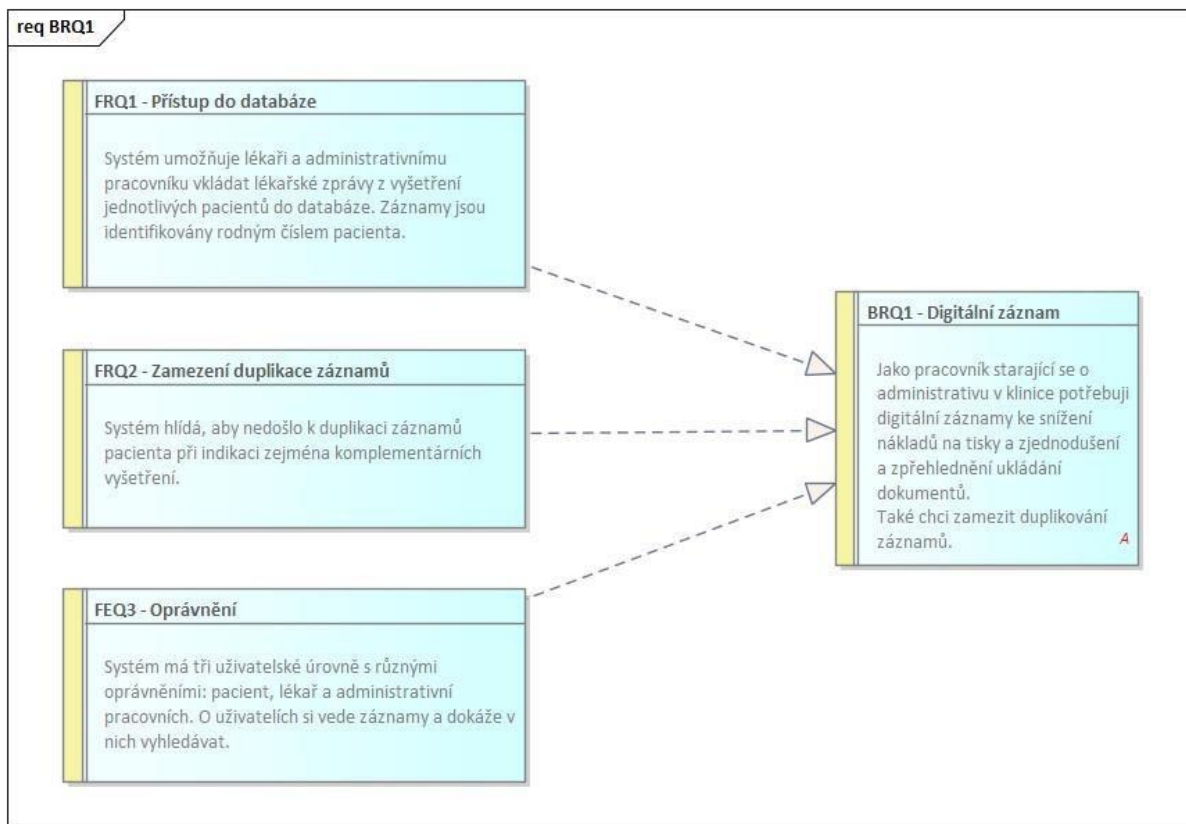 req BRQ1
FRQ1 - Přístup do databáze
Systém umožňuje lékaři a administrativnímu
pracovníku vkládat lékařské zprávy z vyšetření
jednotlivých pacientů do databáze. Záznamy jsou
identifikovány rodným číslem pacienta.
FRQ2 - Zamezení duplikace záznamů
Systém hlídá, aby nedošlo k duplikaci záznamů
pacienta při indikaci zejména komplementárních
vyšetření.
FEQ3 - Oprávnění
Systém má tři uživatelské úrovně s různými
oprávněními: pacient, lékař a administrativní
pracovních. O uživatelích si vede záznamy a dokáže v
nich vyhledávat.
BRQ1 - Digitální záznam
Jako pracovník starající se o
administrativu v klinice potřebuji
digitální záznamy ke snížení
nákladů na tisky a zjednodušení
a zpřehlednění ukládání
dokumentů.
Také chci zamezit duplikování
záznamů.
A